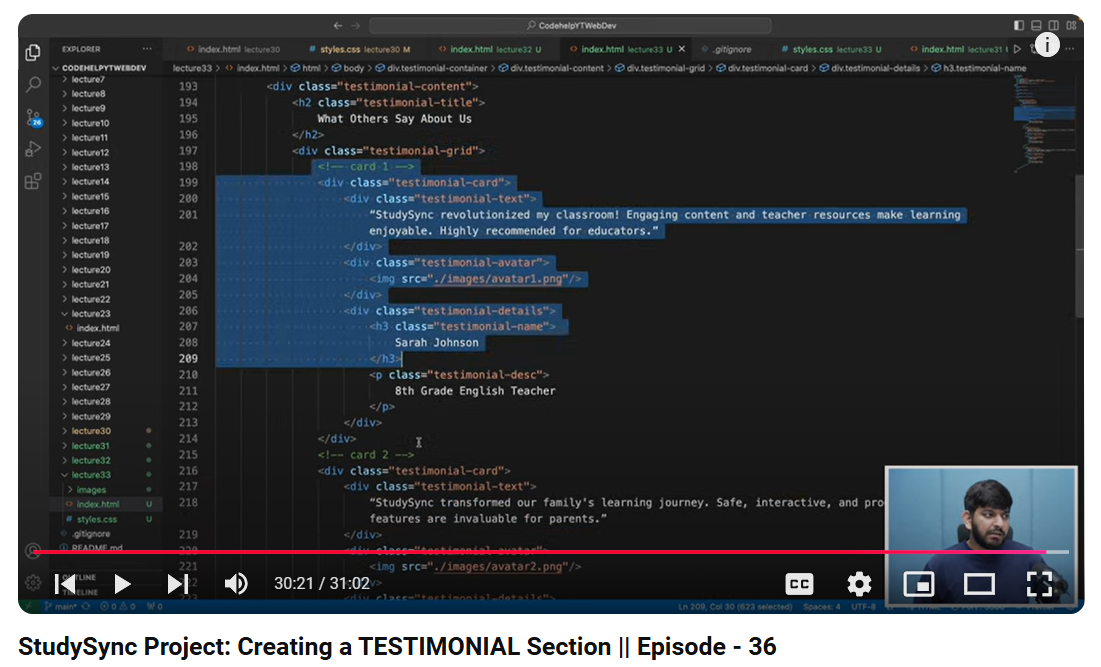 CodehelpYTWebDev
EXPLORER
index.html lecture30
styles.css lecture30 M
index.html lecture32 U
index.html lecture33 U
.gitignore
styles.css lecture33 U
index.html lecture31
i
CODEHELPYTWEBDEV
lecture33 > index.html > html > body > div.testimonial-container > div.testimonial-content > div.testimonial-grid > div.testimonial-card > div.testimonial-details > h3.testimonial-name
lecture7
lecture8
lecture9
lecture10
lecture11
lecture12
lecture13
lecture14
lecture15
lecture16
lecture17
lecture18
lecture19
lecture20
lecture21
lecture22
lecture23
index.html
lecture24
lecture25
lecture26
lecture27
lecture28
lecture29
lecture30
lecture31
lecture32
lecture33
images
index.html U
styles.css U
.gitignore
README.md
OUTLINE
TIMELINE
26
193 <div class="testimonial-content">
194 <h2 class="testimonial-title">
195 What Others Say About Us
196 </h2>
197 <div class="testimonial-grid">
198 <!-- card 1 -->
199 <div class="testimonial-card">
200 <div class="testimonial-text">
201 “StudySync revolutionized my classroom! Engaging content and teacher resources make learning
enjoyable. Highly recommended for educators.”
202 </div>
203 <div class="testimonial-avatar">
204 <img src="./images/avatar1.png"/>
205 </div>
206 <div class="testimonial-details">
207 <h3 class="testimonial-name">
208 Sarah Johnson
209 </h3>
210 <p class="testimonial-desc">
211 8th Grade English Teacher
212 </p>
213 </div>
214 </div>
215 <!-- card 2 -->
216 <div class="testimonial-card">
217 <div class="testimonial-text">
218 “StudySync transformed our family's learning journey. Safe, interactive, and pro
features are invaluable for parents.”
219 </div>
220 <div class="testimonial-avatar">
221 <img src="./images/avatar2.png"/>
</div>
223 <div class="testimonial-details">
30:21 / 31:02
CC
main*
0 0
0
Ln 209, Col 30 (623 selected)
Spaces: 4
UTF-8
StudySync Project: Creating a TESTIMONIAL Section || Episode - 36